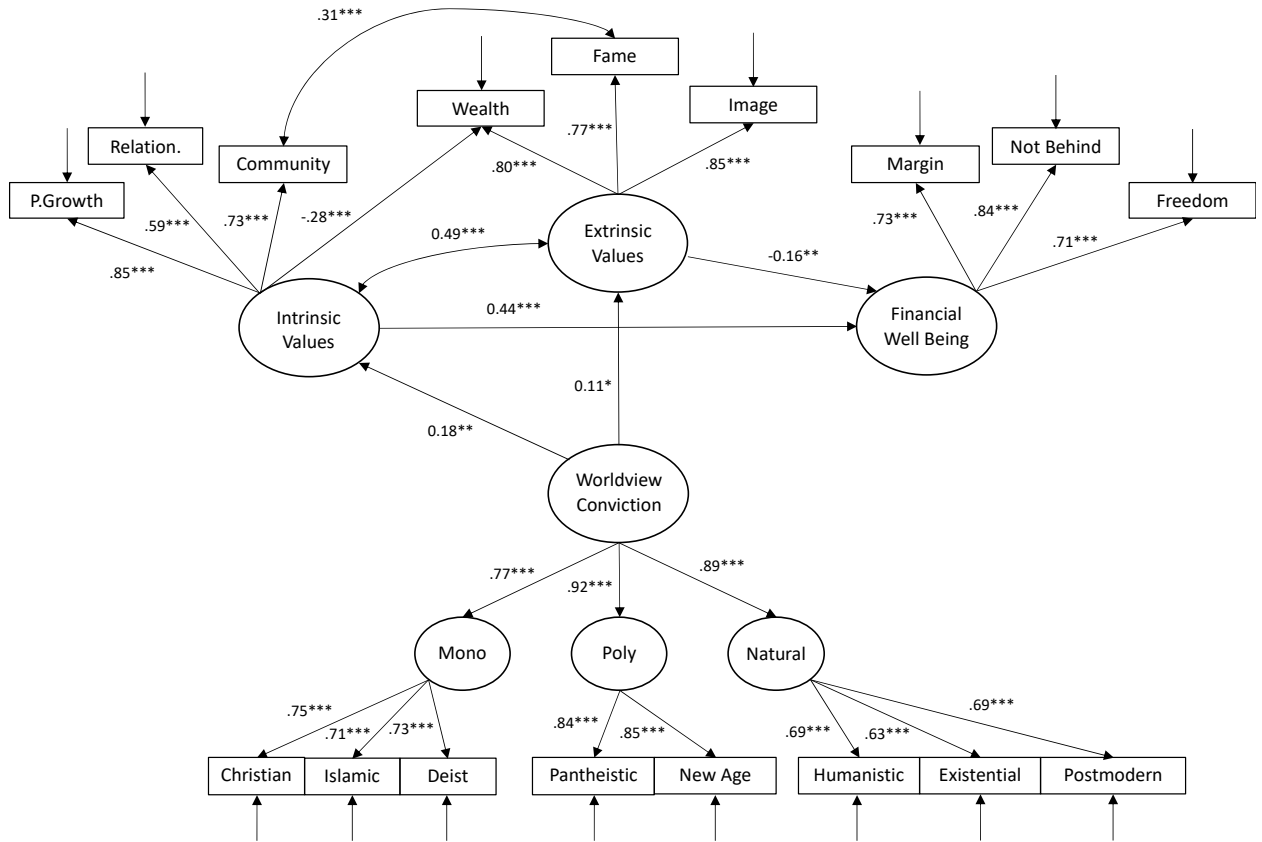 .31***
Fame
Wealth
Image
.77***
Relation.
Community
.80***
.85***
Margin
Not Behind
P.Growth
.59***
.73***
-.28***
.73***
.84***
Freedom
.85***
0.49***
Extrinsic
Values
-0.16**
.71***
Intrinsic
Values
0.44***
Financial
Well Being
0.11*
0.18**
Worldview
Conviction
.77***
.92***
.89***
Mono
Poly
Natural
.75***
.71***
.73***
.84***
.85***
.69***
.63***
.69***
Christian
Islamic
Deist
Pantheistic
New Age
Humanistic
Existential
Postmodern